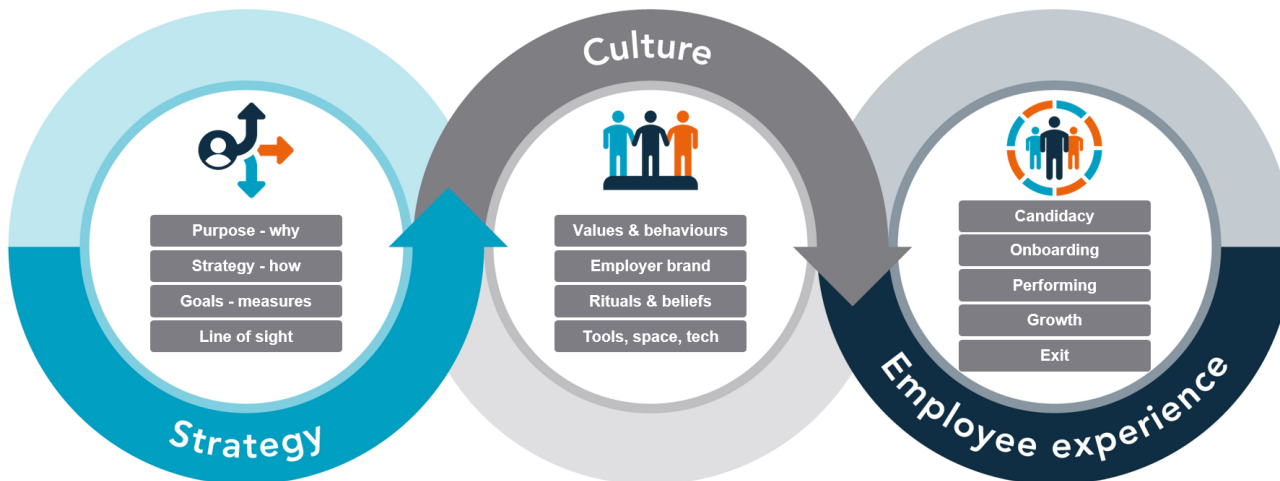 Strategy
Purpose - why
Strategy - how
Goals - measures
Line of sight
Culture
Values & behaviours
Employer brand
Rituals & beliefs
Tools, space, tech
Employee experience
Candidacy
Onboarding
Performing
Growth
Exit